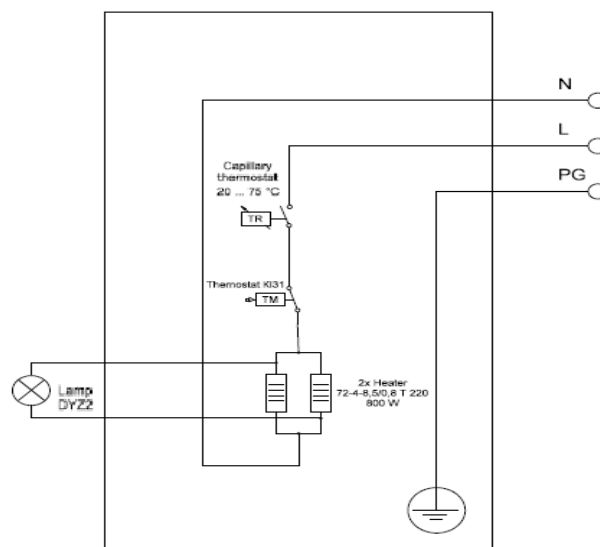 N
L
PG
Capillary
thermostat
20 ... 75 °C
TR
Thermostat KI31
TM
Lamp
DYZ2
2x Heater
72-4-8,5/0,8 T 220
800 W